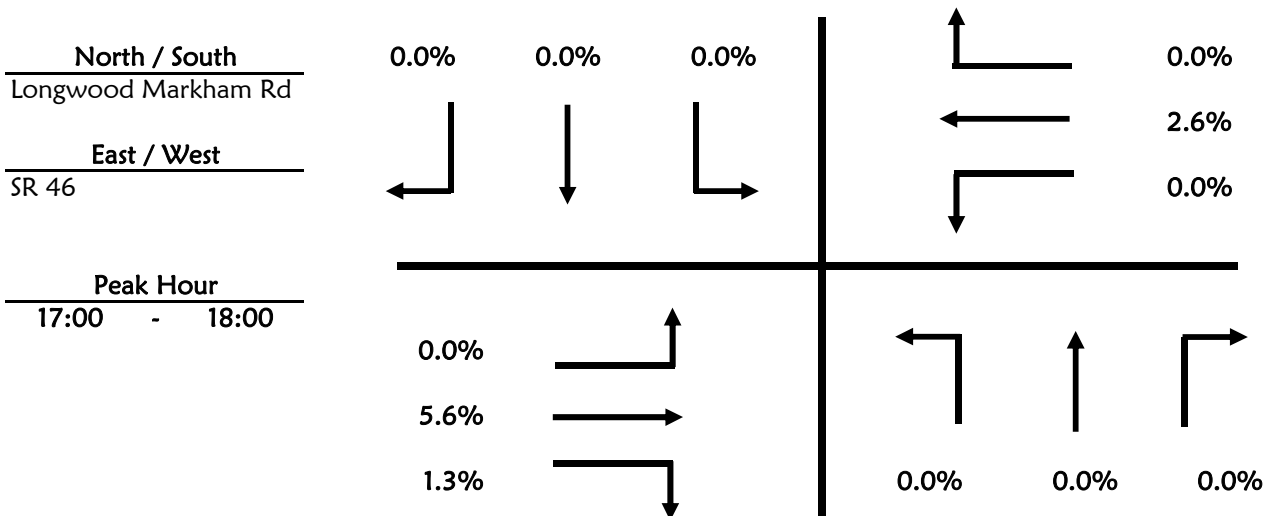 North / South
Longwood Markham Rd
East / West
SR 46
Peak Hour
17:00 - 18:00
0.0% 0.0% 0.0%
0.0%
2.6%
0.0%
0.0%
5.6%
1.3%
0.0% 0.0% 0.0%